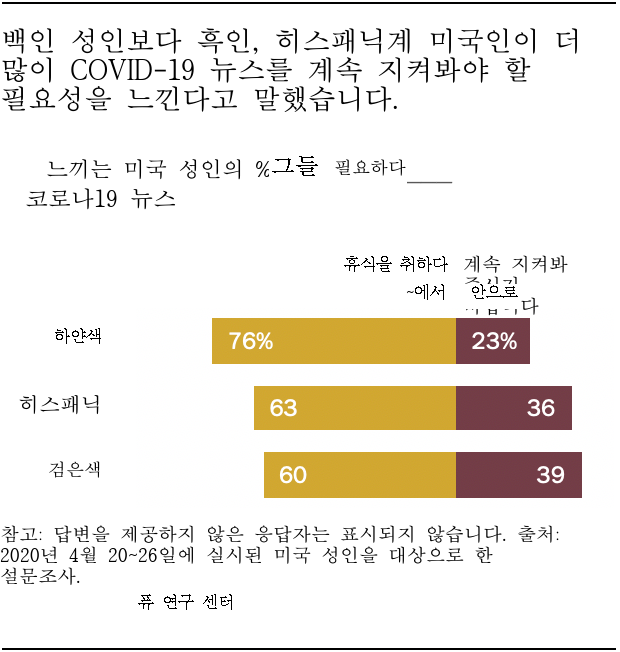 백인 성인보다 흑인, 히스패닉계 미국인이 더
많이 COVID-19 뉴스를 계속 지켜봐야 할
필요성을 느낀다고 말했습니다.
느끼는 미국 성인의 %그들 필요하다____
코로나19 뉴스
휴식을 취하다
~에서
계속 지켜봐
안으로
하얀색
76%
23%
히스패닉
63
36
검은색
60
39
참고: 답변을 제공하지 않은 응답자는 표시되지 않습니다. 출처:
2020년 4월 20~26일에 실시된 미국 성인을 대상으로 한
설문조사.
퓨 연구 센터